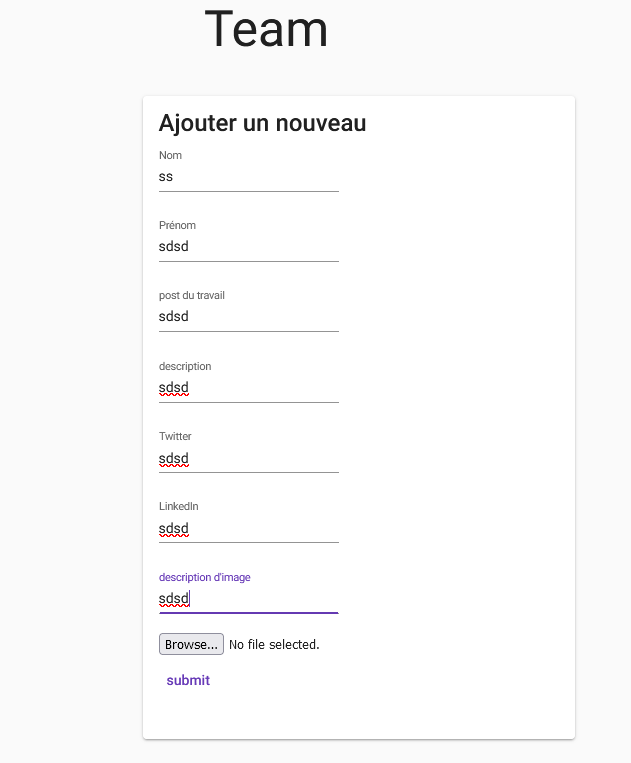 Team
Ajouter un nouveau
Nom
ss
Prénom
sdsd
post du travail
sdsd
description
sdsd
Twitter
sdsd
LinkedIn
sdsd
description d'image
sdsd
Browse... No file selected.
submit